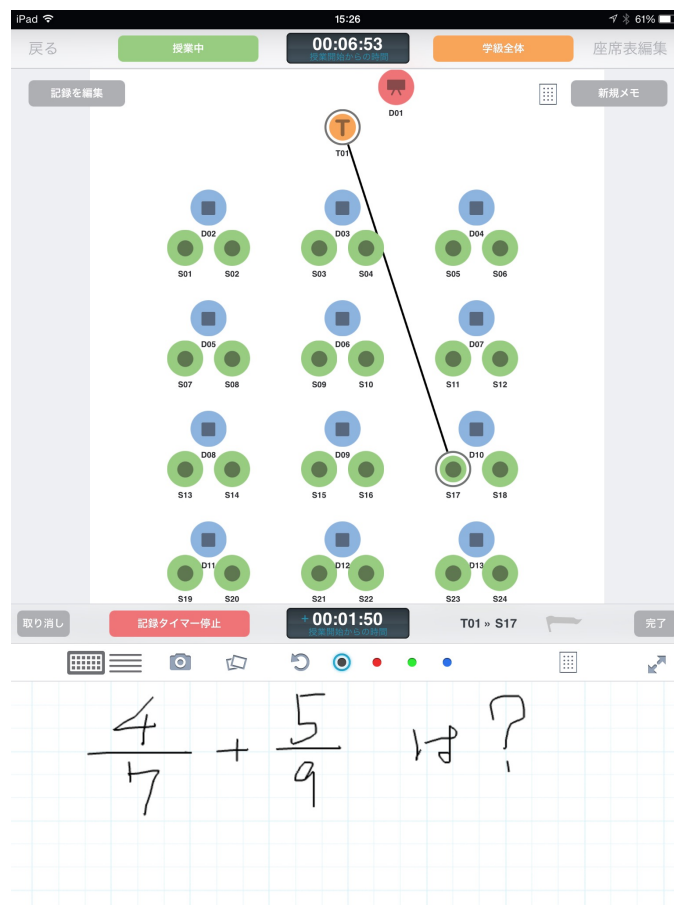 iPad 15:26 61%
戻る 授業中 00:06:53 学級全体 座席表編集
授業開始からの時間
記録を編集 新規メモ
D01
T
T01
D02 D03 D04
S01 S02 S03 S04 S05 S06
D05 D06 D07
S07 S08 S09 S10 S11 S12
D08 D09 D10
S13 S14 S15 S16 S17 S18
D11 D12 D13
S19 S20 S21 S22 S23 S24
取り消し 記録タイマー停止 +00:01:50 T01 » S17 完了
授業開始からの時間
4/7 + 5/9 は?